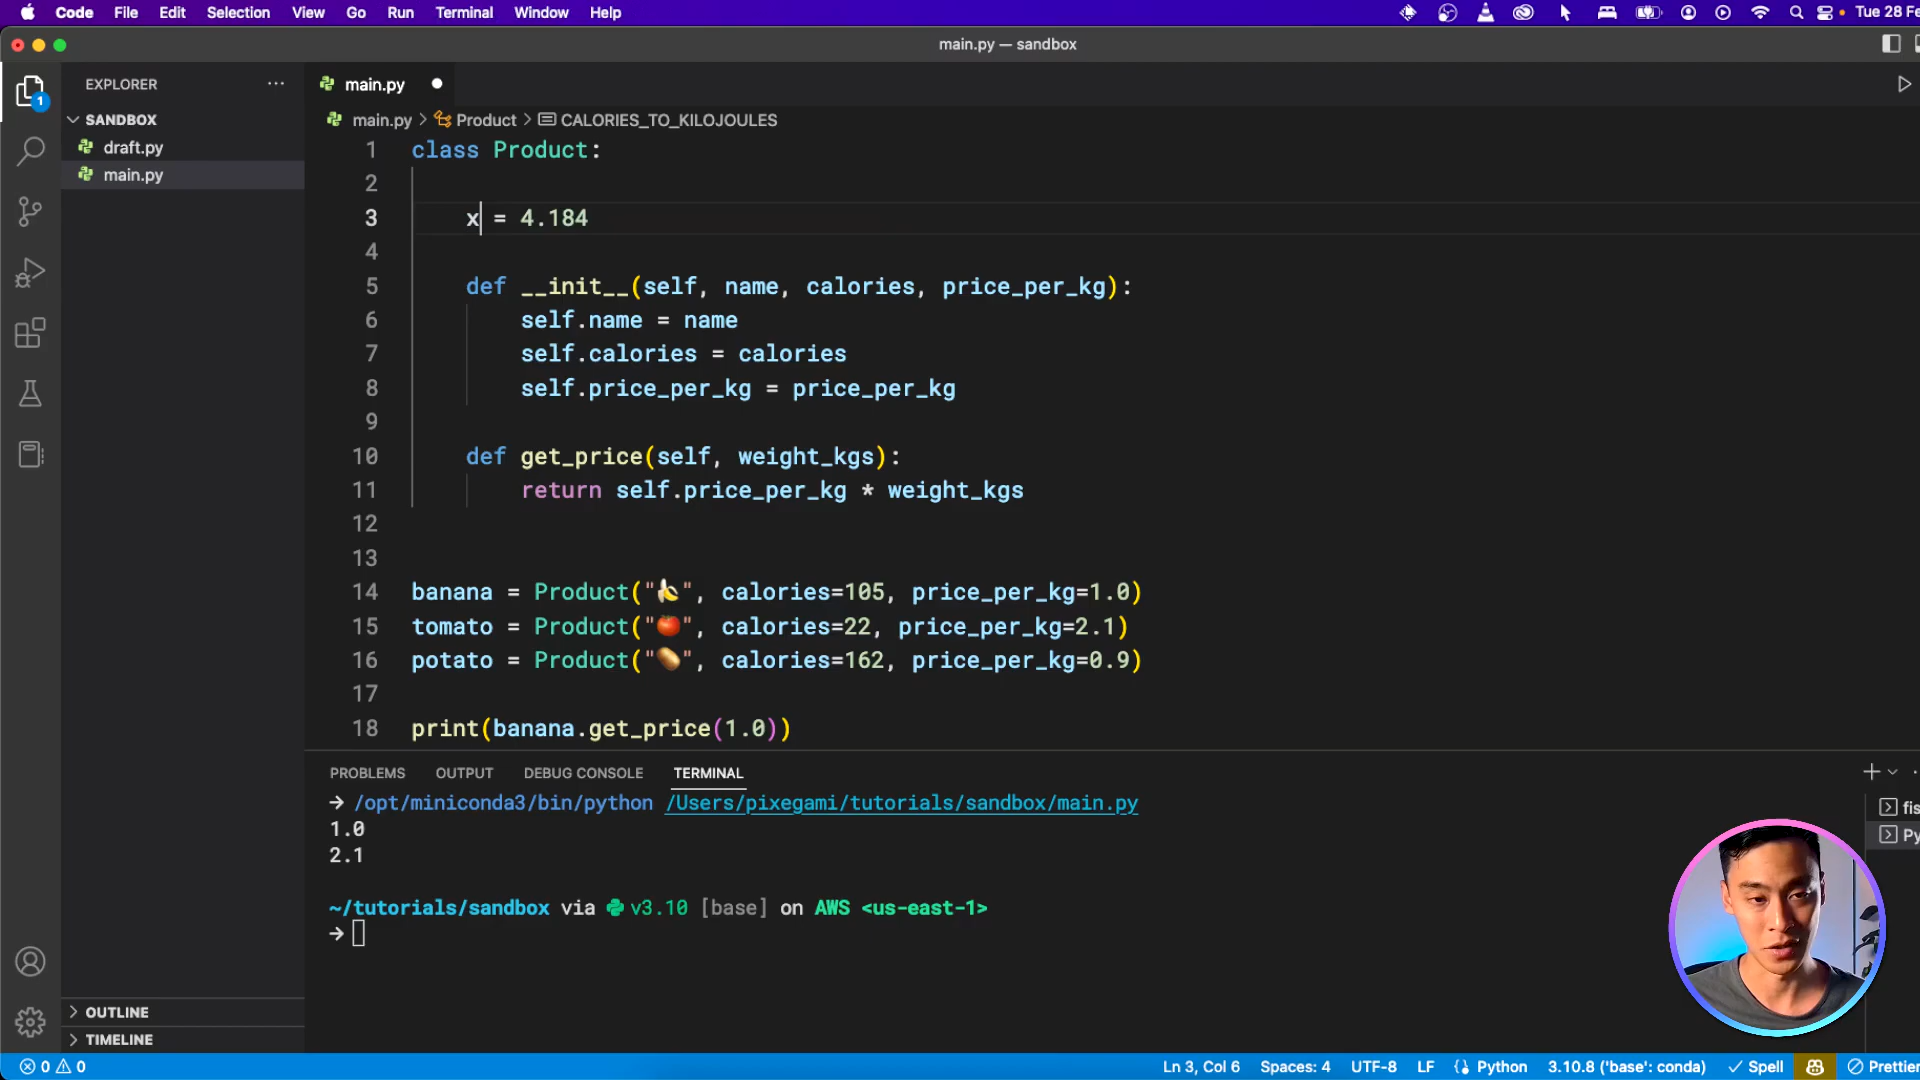 Code File Edit Selection View Go Run Terminal Window Help Tue 28 Fe
main.py — sandbox
EXPLORER
SANDBOX
draft.py
main.py
OUTLINE
TIMELINE
1
main.py
main.py > Product > CALORIES_TO_KILOJOULES
1 class Product:
2
3 x = 4.184
4
5 def __init__(self, name, calories, price_per_kg):
6 self.name = name
7 self.calories = calories
8 self.price_per_kg = price_per_kg
9
10 def get_price(self, weight_kgs):
11 return self.price_per_kg * weight_kgs
12
13
14 banana = Product("🍌", calories=105, price_per_kg=1.0)
15 tomato = Product("🍅", calories=22, price_per_kg=2.1)
16 potato = Product("🥔", calories=162, price_per_kg=0.9)
17
18 print(banana.get_price(1.0))
PROBLEMS OUTPUT DEBUG CONSOLE TERMINAL
→ /opt/miniconda3/bin/python /Users/pixegami/tutorials/sandbox/main.py
1.0
2.1
~/tutorials/sandbox via v3.10 [base] on AWS <us-east-1>
→
fis
Py
0 0 Ln 3, Col 6 Spaces: 4 UTF-8 LF Python 3.10.8 ('base': conda) Spell Prettier